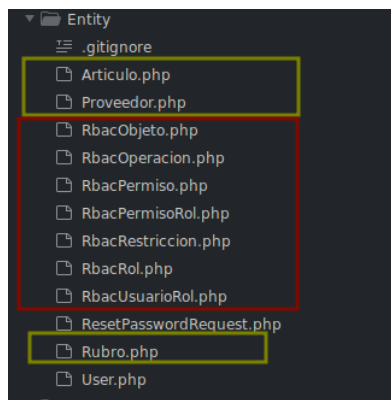 Entity
.gitignore
Articulo.php
Proveedor.php
RbacObjeto.php
RbacOperacion.php
RbacPermiso.php
RbacPermisoRol.php
RbacRestriccion.php
RbacRol.php
RbacUsuarioRol.php
ResetPasswordRequest.php
Rubro.php
User.php